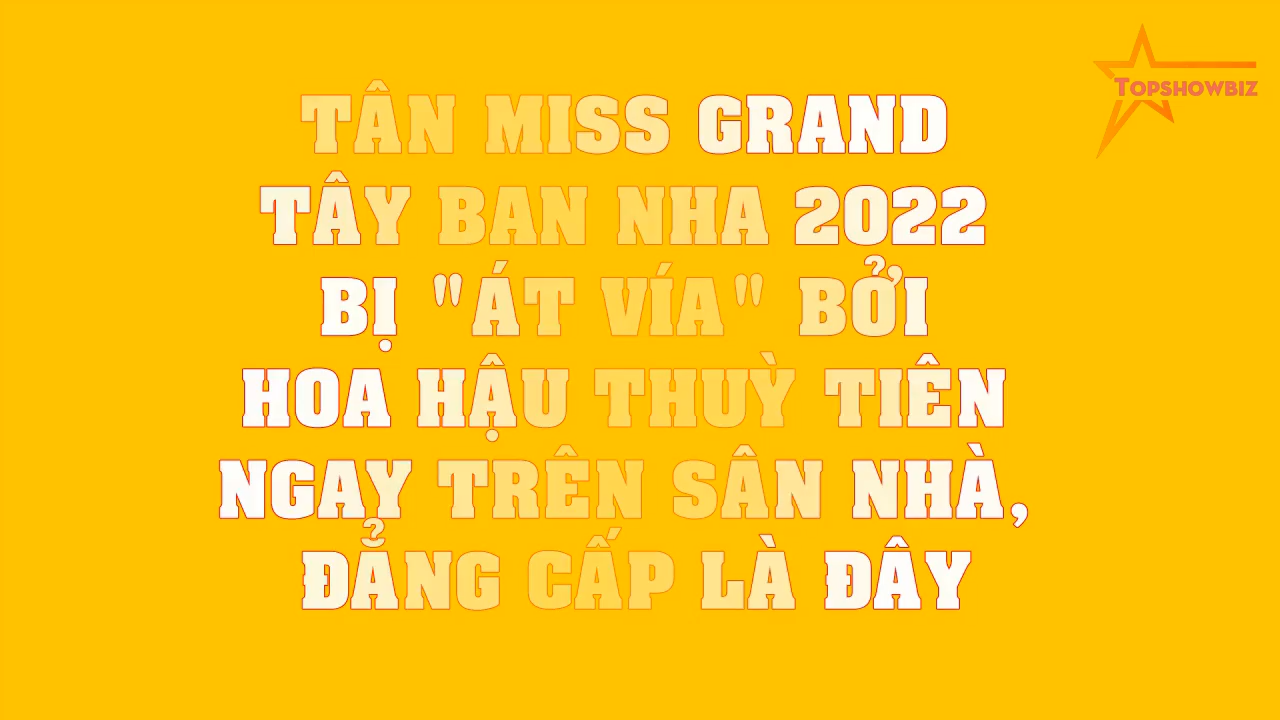 TOPSHOWBIZ
TÂN MISS GRAND
TÂY BAN NHA 2022
BỊ "ÁT VÍA" BỞI
HOA HẬU THUỲ TIÊN
NGAY TRÊN SÂN NHÀ,
ĐẲNG CẤP LÀ ĐÂY